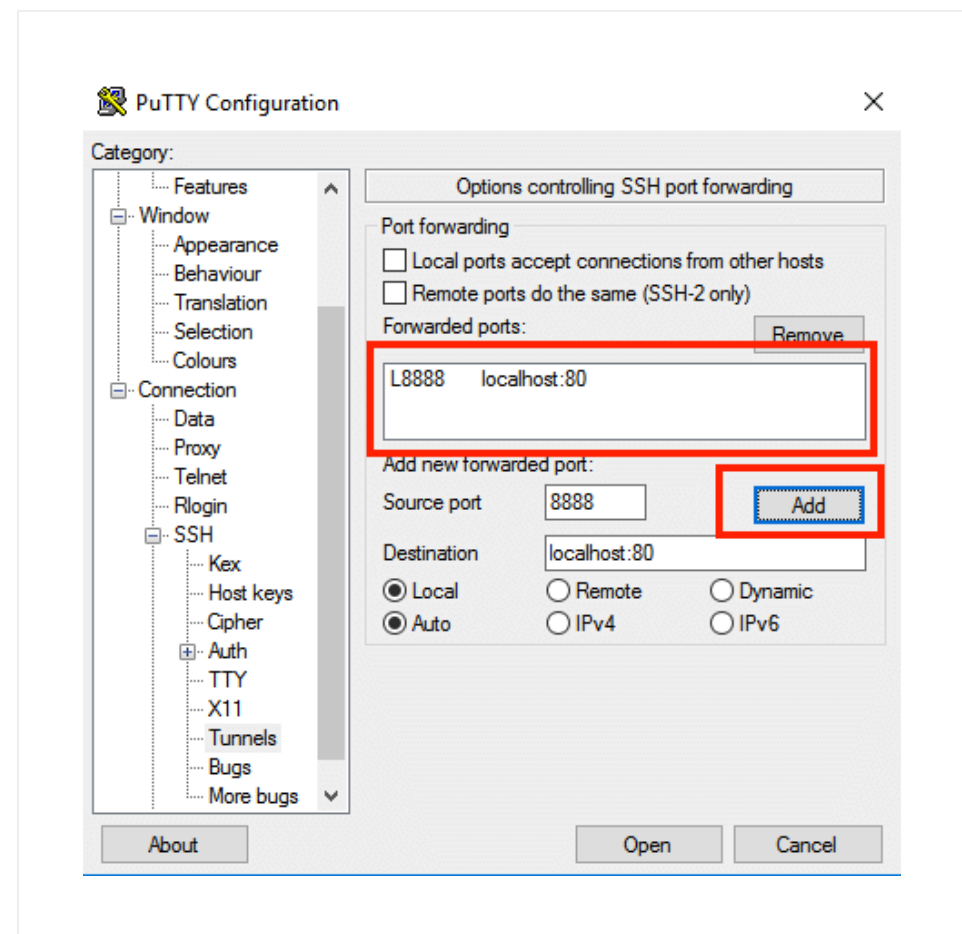 PuTTY Configuration
Category:
Features
Window
Appearance
Behaviour
Translation
Selection
Colours
Connection
Data
Proxy
Telnet
Rlogin
SSH
Kex
Host keys
Cipher
Auth
TTY
X11
Tunnels
Bugs
More bugs
Options controlling SSH port forwarding
Port forwarding
Local ports accept connections from other hosts
Remote ports do the same (SSH-2 only)
Forwarded ports:
Remove
L8888 localhost:80
Add new forwarded port:
Source port 8888 Add
Destination localhost:80
Local Remote Dynamic
Auto IPv4 IPv6
About Open Cancel